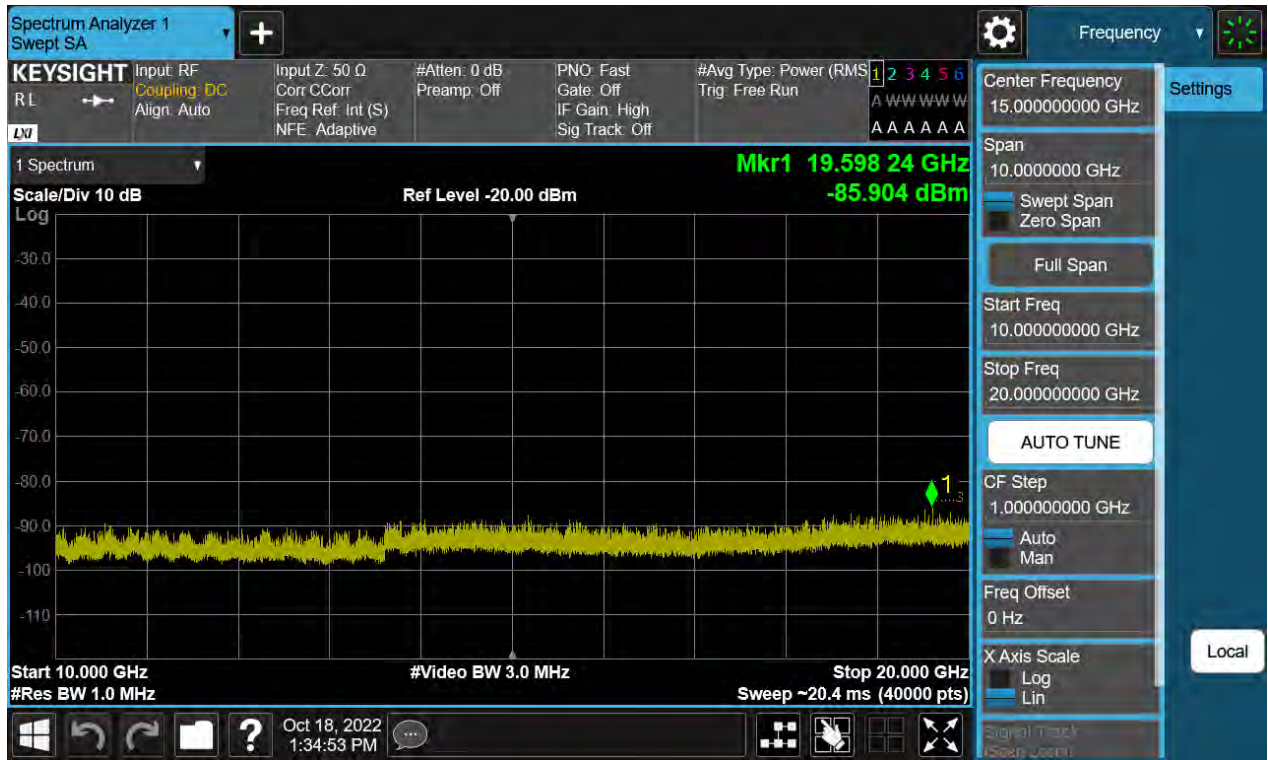 Spectrum Analyzer 1
Swept SA
+
Frequency
KEYSIGHT
RL
LXI
Input: RF
Coupling: DC
Align: Auto
Input Z: 50 Ω
Corr CCorr
Freq Ref: Int (S)
NFE: Adaptive
#Atten: 0 dB
Preamp: Off
PNO: Fast
Gate: Off
IF Gain: High
Sig Track: Off
#Avg Type: Power (RMS
Trig: Free Run
1 2 3 4 5 6
A W W W W W
A A A A A A
1 Spectrum
Scale/Div 10 dB
Ref Level -20.00 dBm
Mkr1 19.598 24 GHz
-85.904 dBm
Log
-30.0
-40.0
-50.0
-60.0
-70.0
-80.0
-90.0
-100
-110
1
Start 10.000 GHz
#Video BW 3.0 MHz
Stop 20.000 GHz
#Res BW 1.0 MHz
Sweep ~20.4 ms (40000 pts)
Center Frequency
15.000000000 GHz
Span
10.0000000 GHz
Swept Span
Zero Span
Full Span
Start Freq
10.000000000 GHz
Stop Freq
20.000000000 GHz
AUTO TUNE
CF Step
1.000000000 GHz
Auto
Man
Freq Offset
0 Hz
X Axis Scale
Log
Lin
Signal Track
(Span Zoom)
Settings
Local
?
Oct 18, 2022
1:34:53 PM